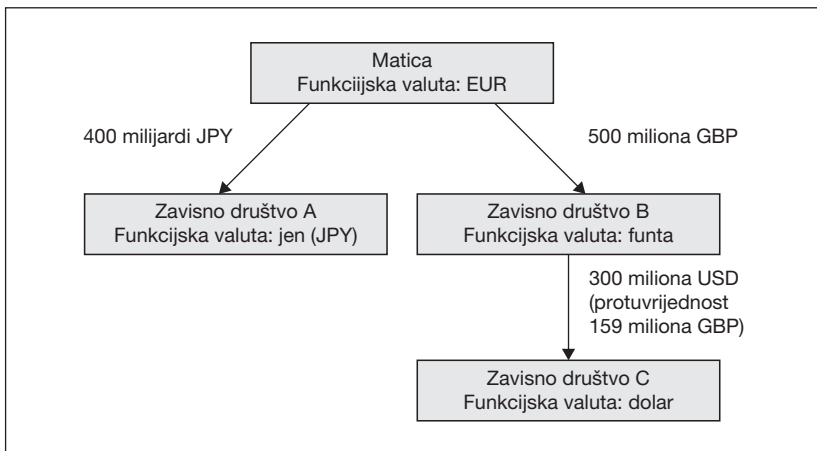 Matica
Funkciijska valuta: EUR
400 milijardi JPY
500 miliona GBP
Zavisno društvo A
Funkcijska valuta: jen (JPY)
Zavisno društvo B
Funkcijska valuta: funta
300 miliona USD
(protuvrijednost
159 miliona GBP)
Zavisno društvo C
Funkcijska valuta: dolar